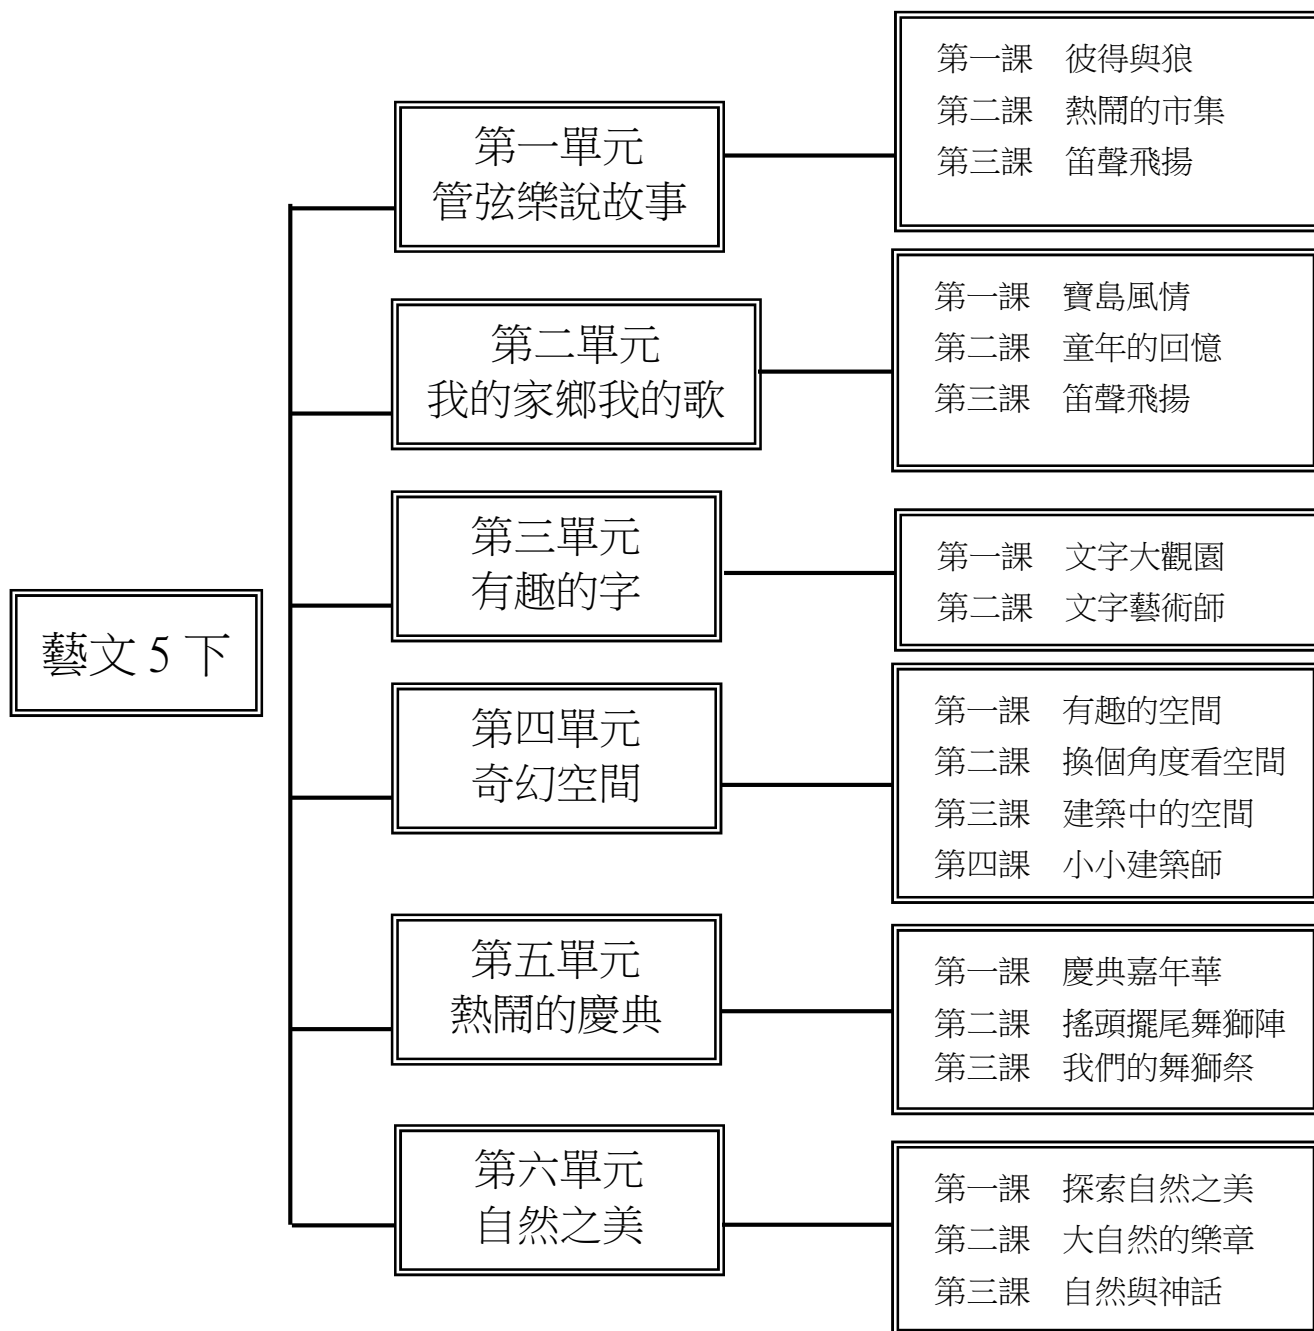 藝文 5 下
第一單元
管弦樂說故事
第一課　彼得與狼
第二課　熱鬧的市集
第三課　笛聲飛揚
第二單元
我的家鄉我的歌
第一課　寶島風情
第二課　童年的回憶
第三課　笛聲飛揚
第三單元
有趣的字
第一課　文字大觀園
第二課　文字藝術師
第四單元
奇幻空間
第一課　有趣的空間
第二課　換個角度看空間
第三課　建築中的空間
第四課　小小建築師
第五單元
熱鬧的慶典
第一課　慶典嘉年華
第二課　搖頭擺尾舞獅陣
第三課　我們的舞獅祭
第六單元
自然之美
第一課　探索自然之美
第二課　大自然的樂章
第三課　自然與神話